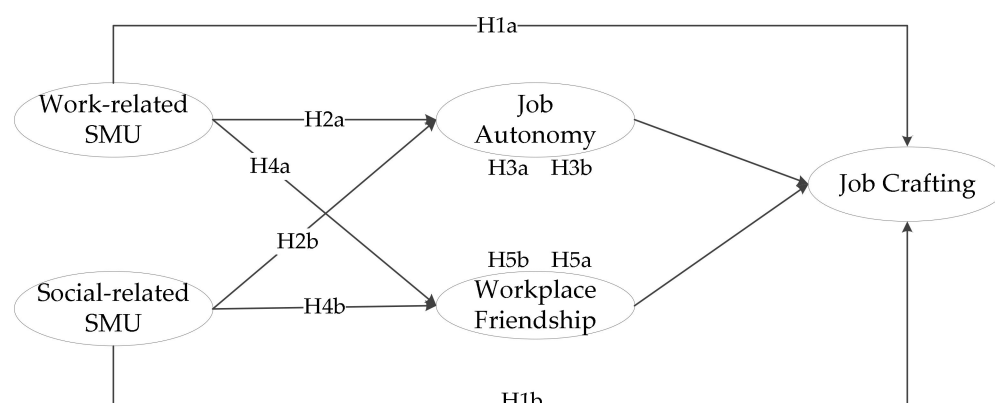 H1a
Work-related
SMU
H2a
Job
Autonomy
H3a H3b
H4a
Job Crafting
H2b
H5b H5a
Social-related
SMU
H4b
Workplace
Friendship
H1b